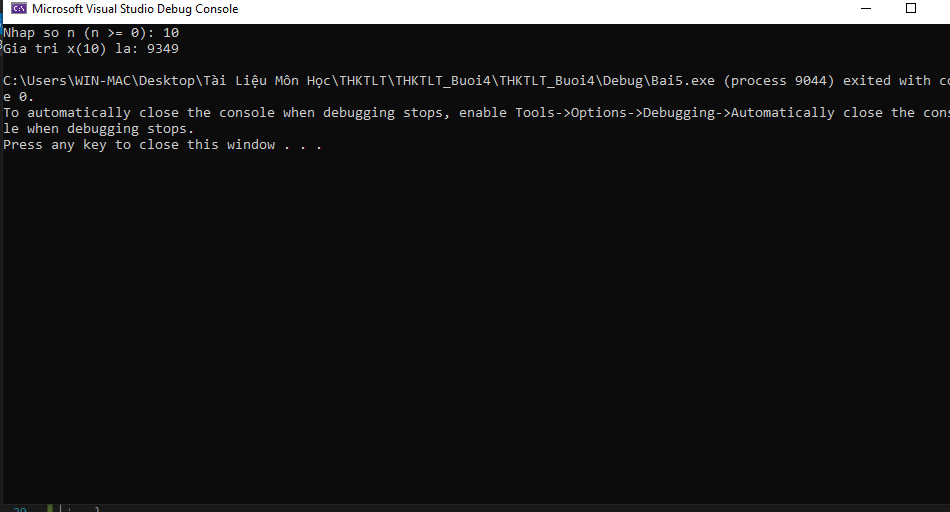 Microsoft Visual Studio Debug Console
Nhap so n (n >= 0): 10
Gia tri x(10) la: 9349
C:\Users\WIN-MAC\Desktop\Tài Liệu Môn Học\THKTLT\THKTLT_Buoi4\THKTLT_Buoi4\Debug\Bai5.exe (process 9044) exited with co
e 0.
To automatically close the console when debugging stops, enable Tools->Options->Debugging->Automatically close the cons
le when debugging stops.
Press any key to close this window . . .